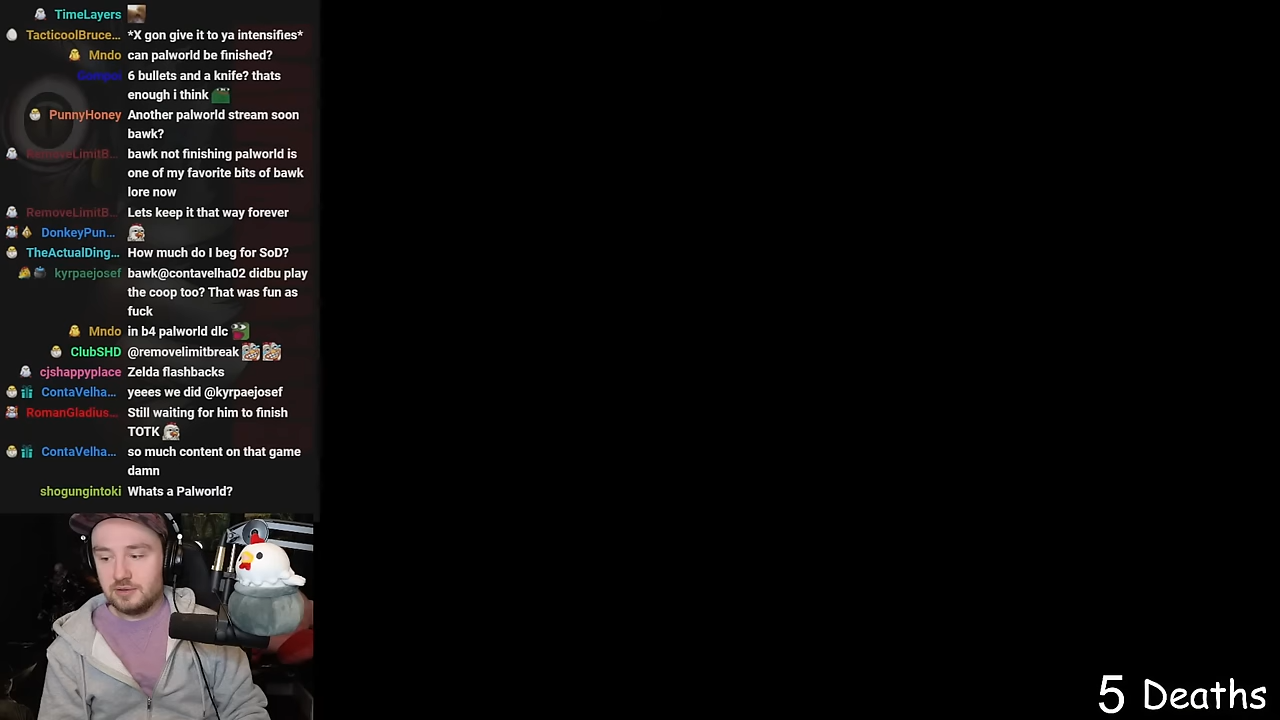 TimeLayers
TacticoolBruce... *X gon give it to ya intensifies*
Mndo can palworld be finished?
Gompoi 6 bullets and a knife? thats
enough i think
PunnyHoney Another palworld stream soon
bawk?
RemoveLimitB... bawk not finishing palworld is
one of my favorite bits of bawk
lore now
RemoveLimitB... Lets keep it that way forever
DonkeyPun...
TheActualDing... How much do I beg for SoD?
kyrpaejosef bawk@contavelha02 didbu play
the coop too? That was fun as
fuck
Mndo in b4 palworld dlc
ClubSHD @removelimitbreak
cjshappyplace Zelda flashbacks
ContaVelha... yeees we did @kyrpaejosef
RomanGladius... Still waiting for him to finish
TOTK
ContaVelha... so much content on that game
damn
shogungintoki Whats a Palworld?
5 Deaths